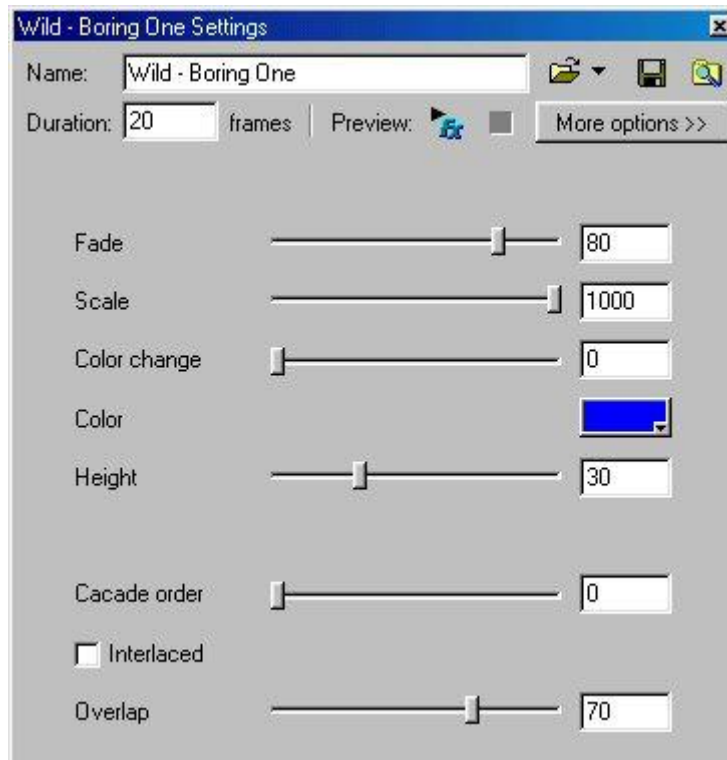 Wild - Boring One Settings
Name: Wild - Boring One
Duration: 20 frames Preview: fx More options >>
Fade 80
Scale 1000
Color change 0
Color
Height 30
Cacade order 0
Interlaced
Overlap 70